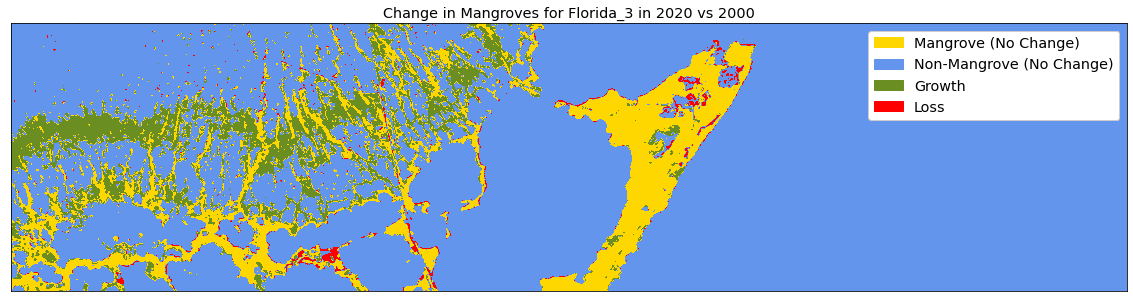 Change in Mangroves for Florida_3 in 2020 vs 2000
Mangrove (No Change)
Non-Mangrove (No Change)
Growth
Loss